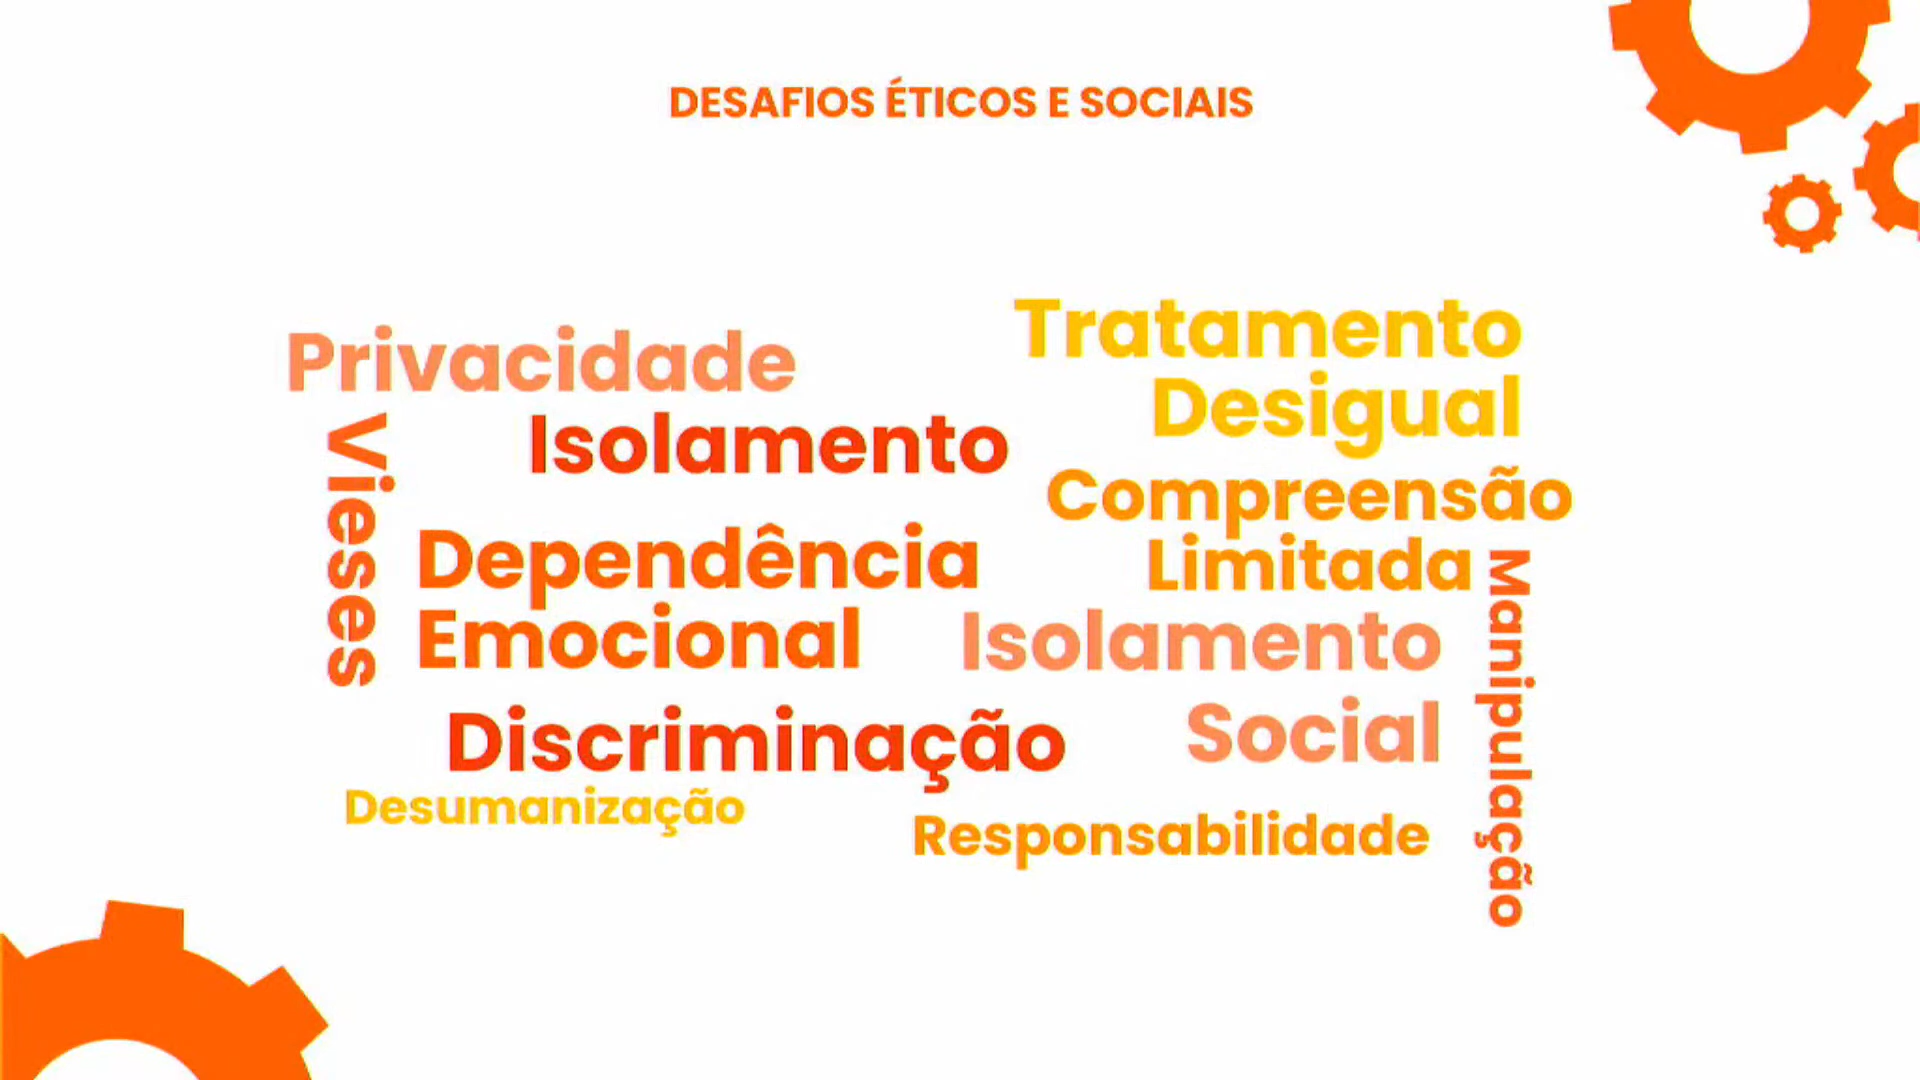 DESAFIOS ÉTICOS E SOCIAIS
Privacidade
Vieses
Isolamento
Dependência
Emocional
Discriminação
Desumanização
Tratamento
Desigual
Compreensão
Limitada
Isolamento
Social
Manipulação
Responsabilidade